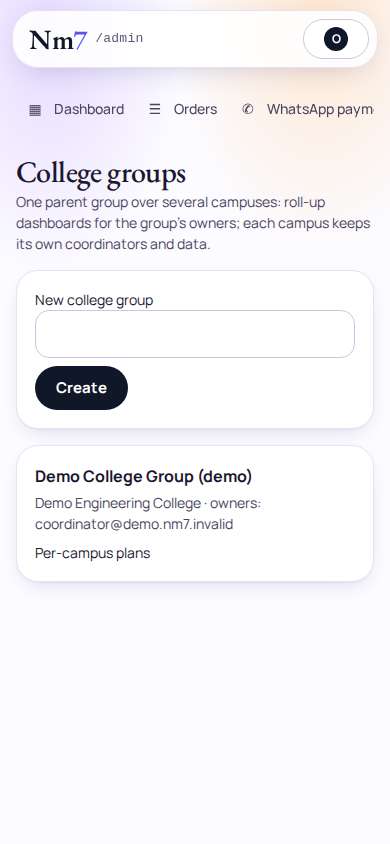 Nm7 /admin O
▦ Dashboard ☰ Orders ✆ WhatsApp paym
College groups
One parent group over several campuses: roll-up
dashboards for the group's owners; each campus keeps
its own coordinators and data.
New college group
Create
Demo College Group (demo)
Demo Engineering College · owners:
coordinator@demo.nm7.invalid
Per-campus plans